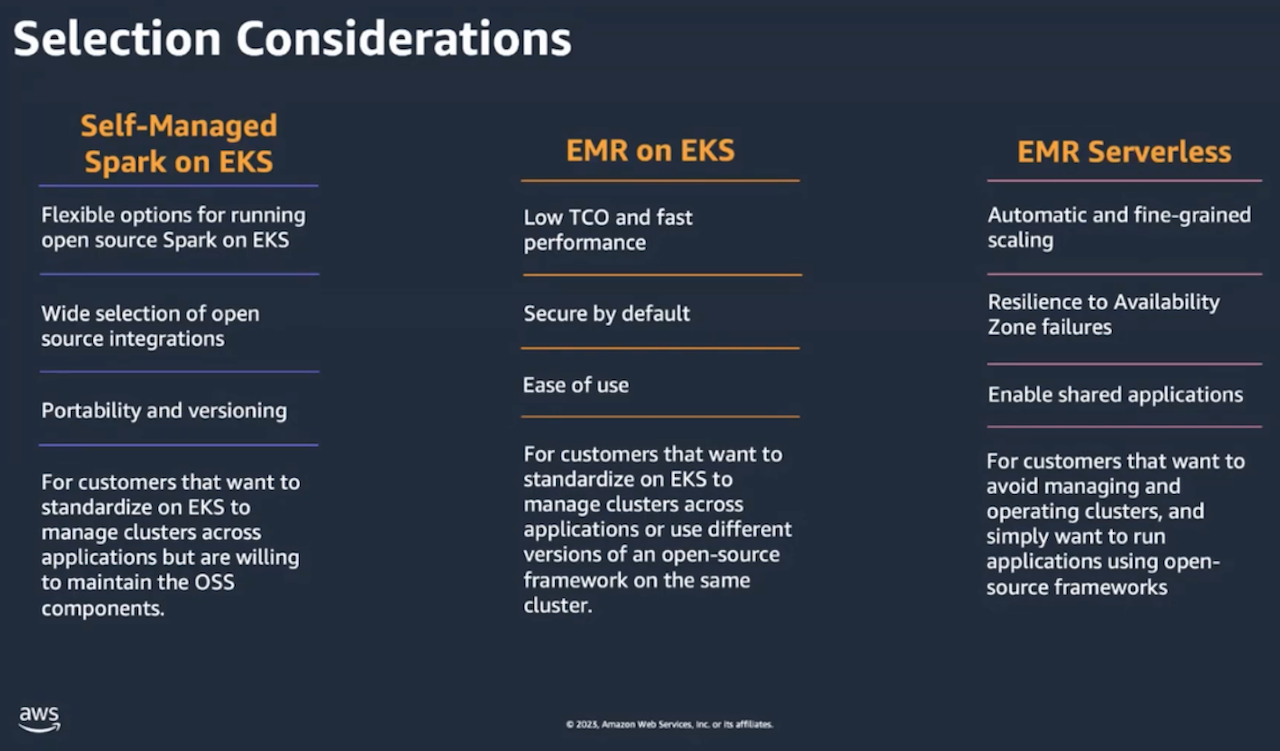 Selection Considerations
Self-Managed
Spark on EKS
Flexible options for running
open source Spark on EKS
Wide selection of open
source integrations
Portability and versioning
For customers that want to
standardize on EKS to
manage clusters across
applications but are willing
to maintain the OSS
components.
EMR on EKS
Low TCO and fast
performance
Secure by default
Ease of use
For customers that want to
standardize on EKS to
manage clusters across
applications or use different
versions of an open-source
framework on the same
cluster.
EMR Serverless
Automatic and fine-grained
scaling
Resilience to Availability
Zone failures
Enable shared applications
For customers that want to
avoid managing and
operating clusters, and
simply want to run
applications using open-
source frameworks
aws
© 2023, Amazon Web Services, Inc. or its affiliates.